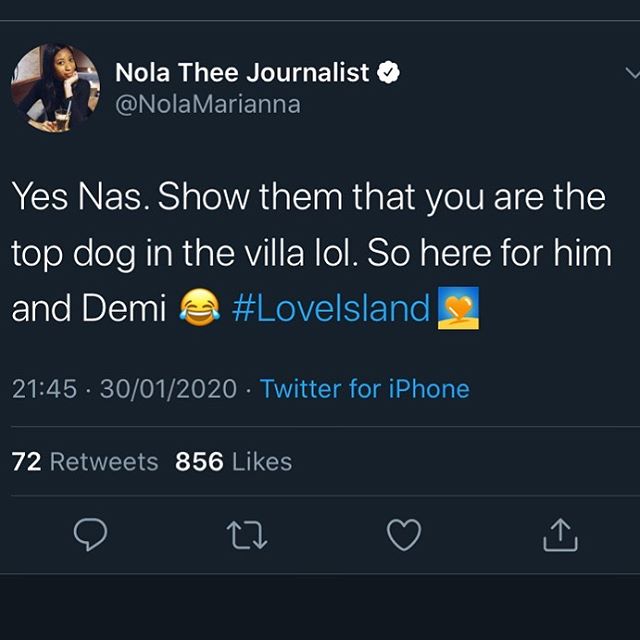 Nola Thee Journalist
@NolaMarianna
Yes Nas. Show them that you are the
top dog in the villa lol. So here for him
and Demi 😂 #LoveIsland
21:45 · 30/01/2020 · Twitter for iPhone
72 Retweets 856 Likes